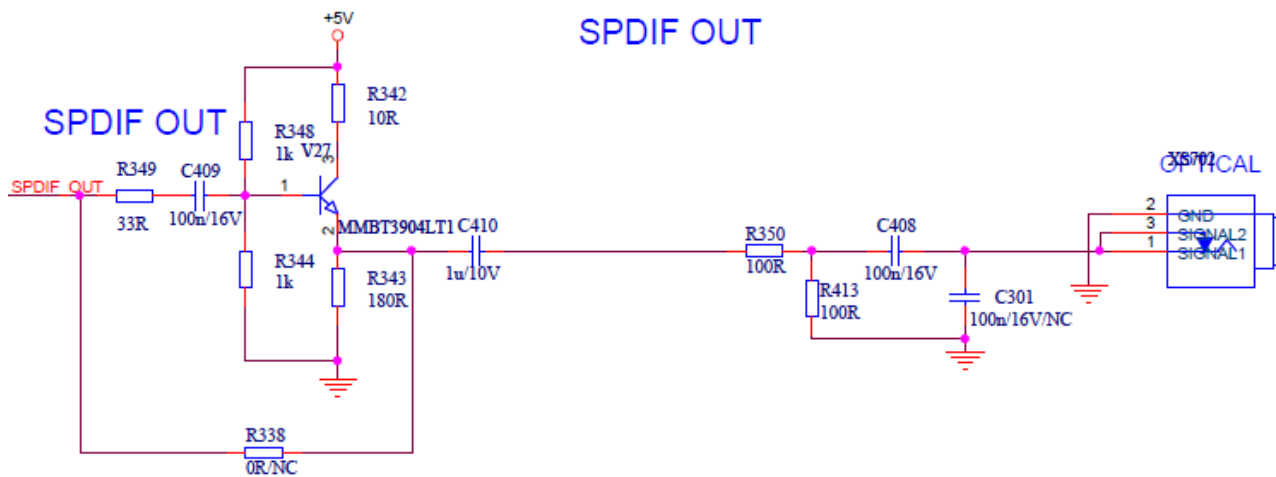 +5V
SPDIF OUT
SPDIF OUT
R342
10R
R348
1k
V27
3
R349
33R
C409
100n/16V
SPDIF_OUT
1
2
MMBT3904LT1
C410
1u/10V
R344
1k
R343
180R
R338
0R/NC
R350
100R
C408
100n/16V
R413
100R
C301
100n/16V/NC
XS702
OPTICAL
2
GND
3
SIGNAL2
1
SIGNAL1